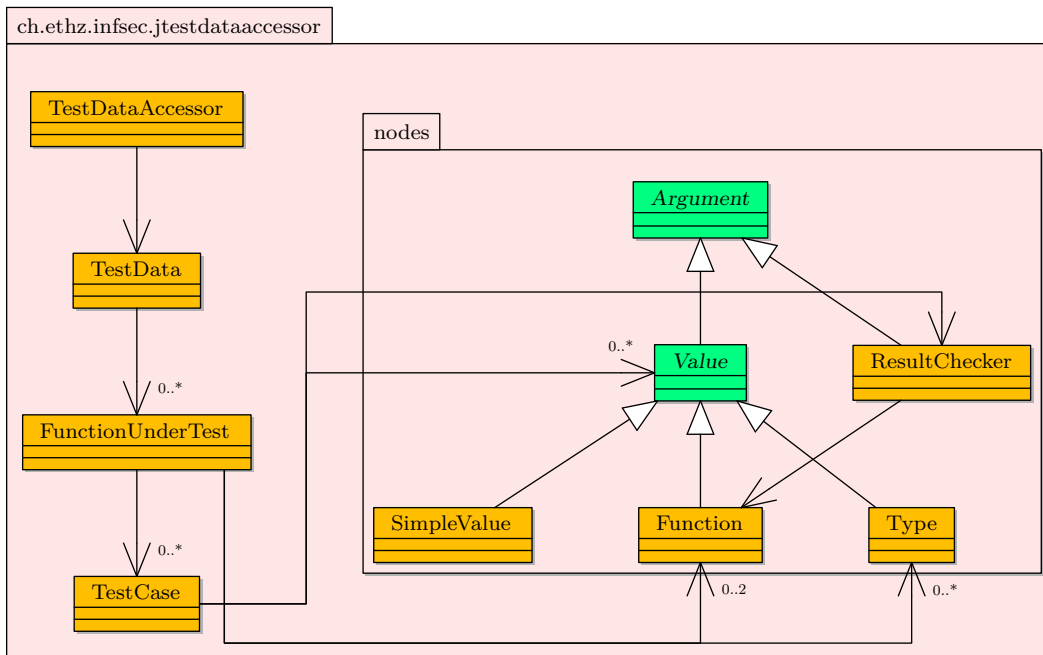 ch.ethz.infsec.jtestdataaccessor
TestDataAccessor
nodes
Argument
TestData
0..*
Value
ResultChecker
0..*
FunctionUnderTest
SimpleValue
Function
Type
0..*
TestCase
0..2
0..*